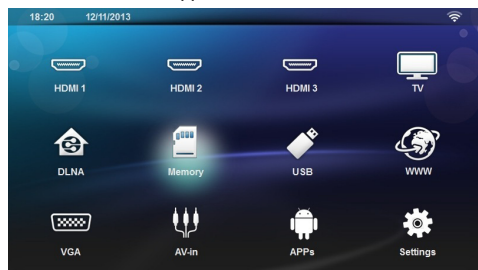 18:20 12/11/2013
HDMI 1 HDMI 2 HDMI 3 TV
DLNA Memory USB WWW
VGA AV-in APPs Settings